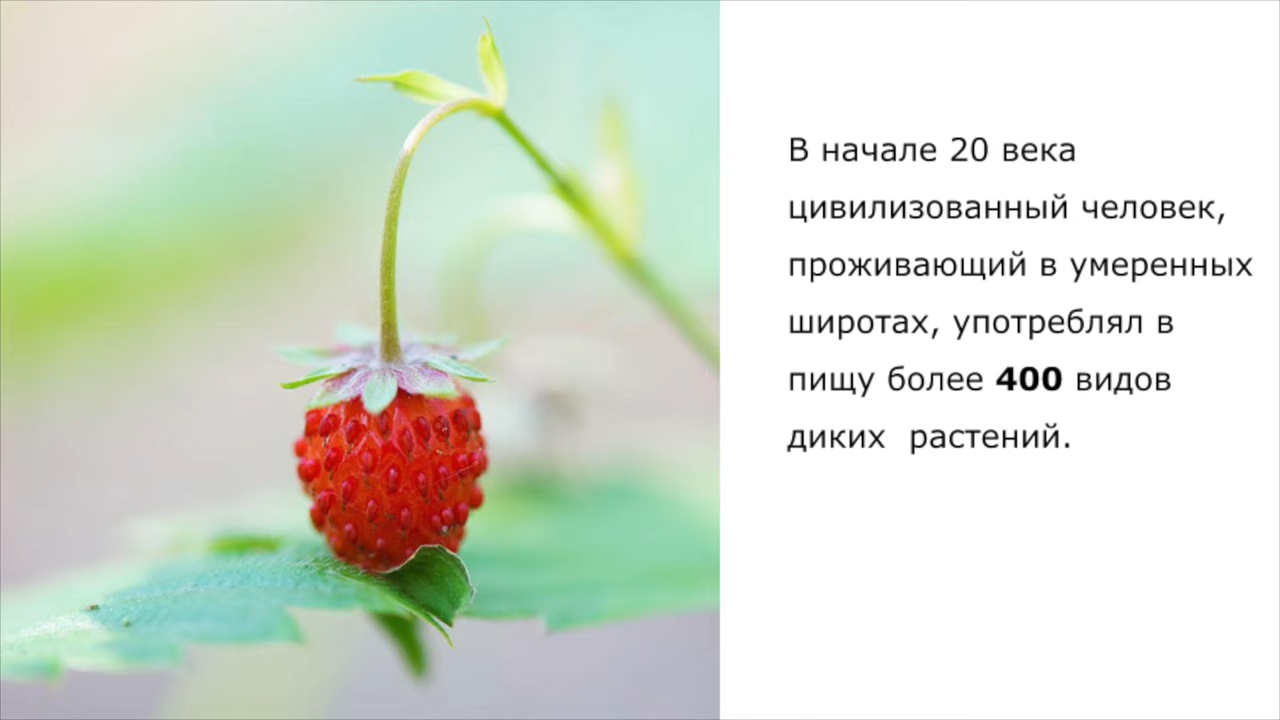 В начале 20 века
цивилизованный человек,
проживающий в умеренных
широтах, употреблял в
пищу более 400 видов
диких  растений.